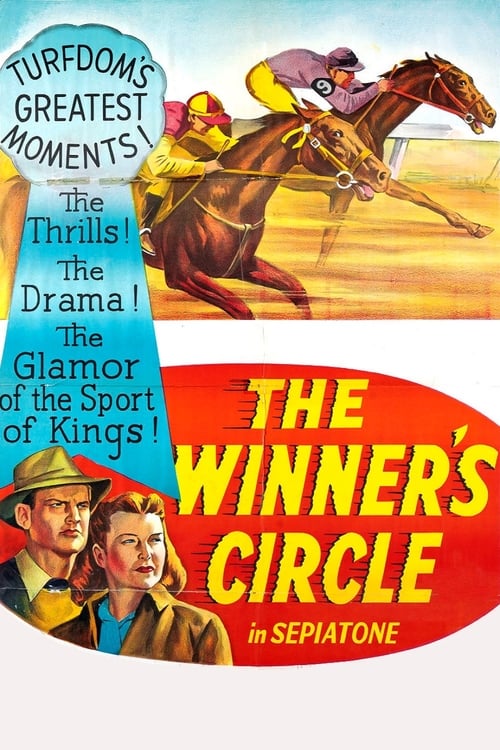 TURFDOM'S
GREATEST
MOMENTS!
The
Thrills!
The
Drama!
The
Glamor
of the Sport
of Kings!
9
THE
WINNER'S
CIRCLE
in SEPIATONE